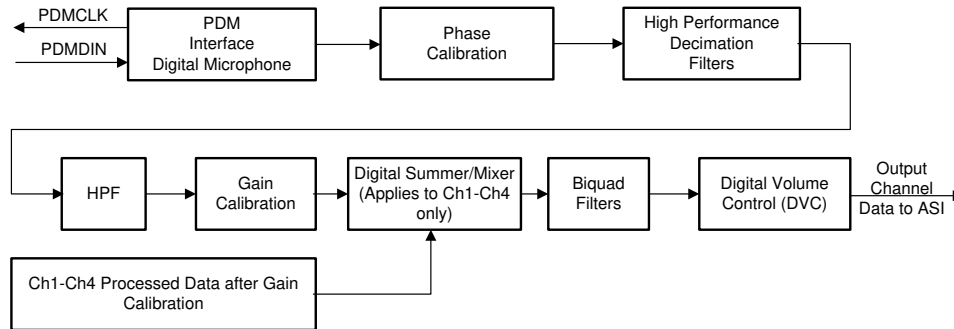 PDMCLK
PDMDIN
PDM
Interface
Digital Microphone
Phase
Calibration
High Performance
Decimation
Filters
HPF
Gain
Calibration
Digital Summer/Mixer
(Applies to Ch1-Ch4
only)
Biquad
Filters
Digital Volume
Control (DVC)
Output
Channel
Data to ASI
Ch1-Ch4 Processed Data after Gain
Calibration